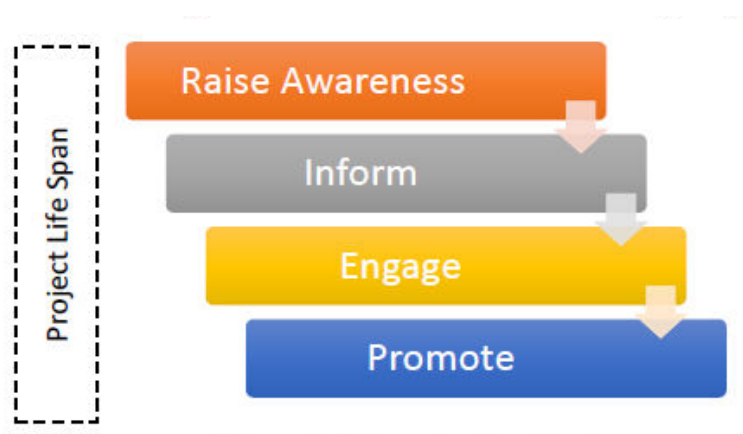 Project Life Span
Raise Awareness
Inform
Engage
Promote